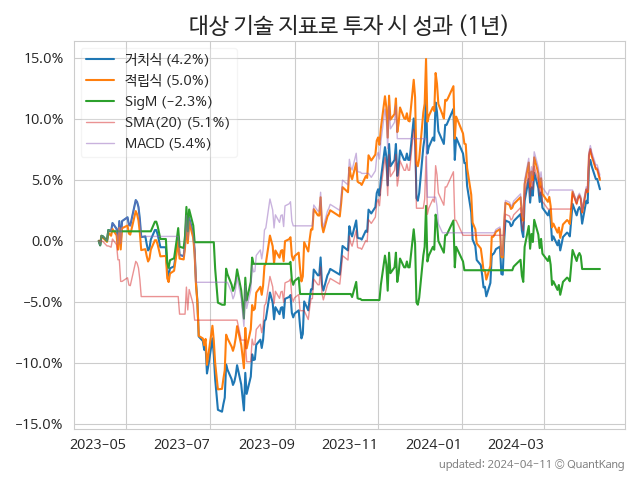 대상 기술 지표로 투자 시 성과 (1년)
거치식 (4.2%)
적립식 (5.0%)
SigM (−2.3%)
SMA(20) (5.1%)
MACD (5.4%)
15.0%
10.0%
5.0%
0.0%
−5.0%
−10.0%
−15.0%
2023-05 2023-07 2023-09 2023-11 2024-01 2024-03
updated: 2024-04-11 © QuantKang